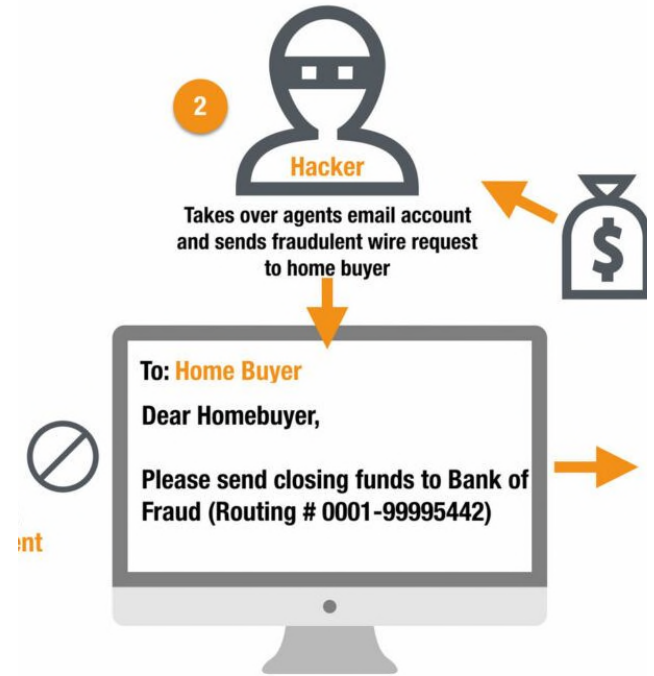 2
Hacker
Takes over agents email account
and sends fraudulent wire request
to home buyer
$
To: Home Buyer
Dear Homebuyer,
Please send closing funds to Bank of
Fraud (Routing # 0001-99995442)
ent